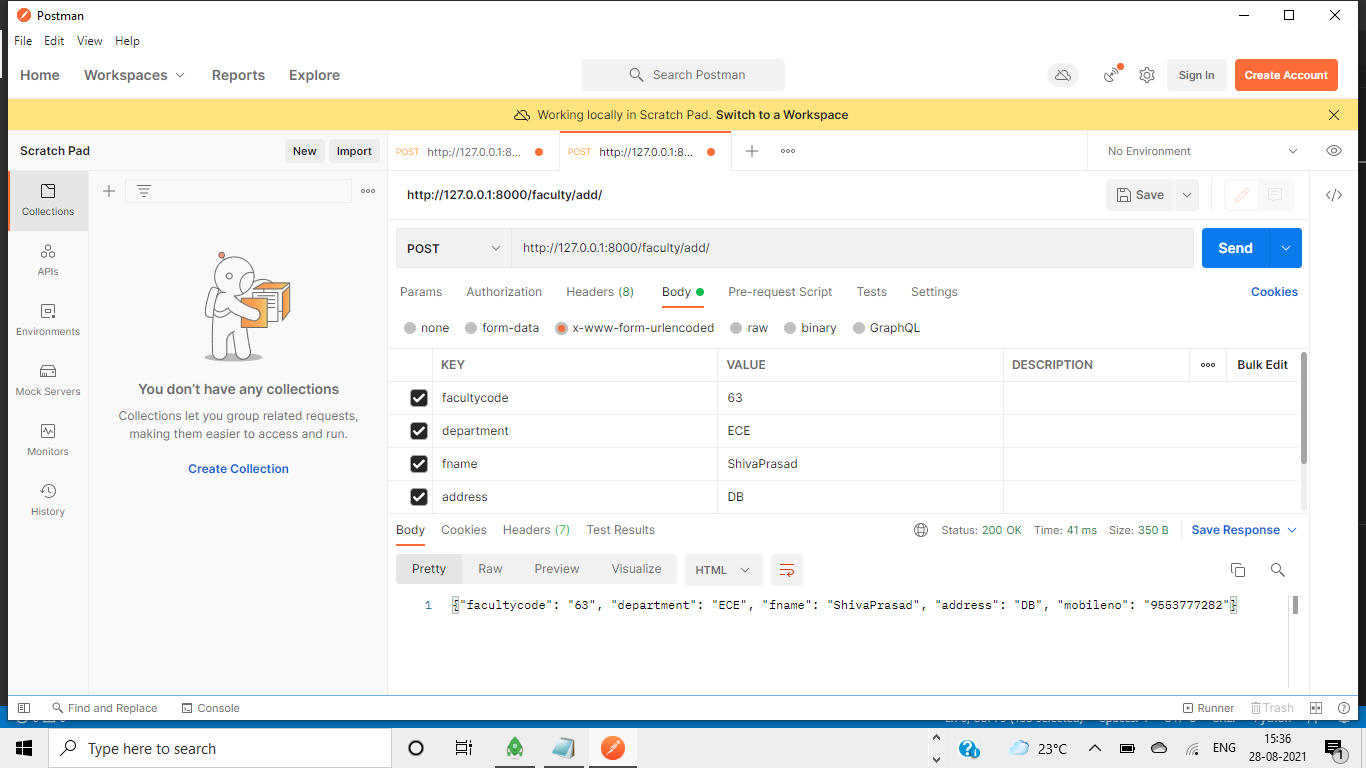 Postman
File Edit View Help
Home Workspaces Reports Explore Search Postman Sign In Create Account
Working locally in Scratch Pad. Switch to a Workspace
Scratch Pad New Import POST http://127.0.0.1:8... POST http://127.0.0.1:8... No Environment
Collections
http://127.0.0.1:8000/faculty/add/ Save
APIs
POST http://127.0.0.1:8000/faculty/add/ Send
Params Authorization Headers (8) Body Pre-request Script Tests Settings Cookies
Environments
none form-data x-www-form-urlencoded raw binary GraphQL
KEY VALUE DESCRIPTION Bulk Edit
Mock Servers
You don't have any collections
facultycode 63
Collections let you group related requests,
making them easier to access and run.
department ECE
Monitors
Create Collection
fname ShivaPrasad
address DB
History
Body Cookies Headers (7) Test Results Status: 200 OK Time: 41 ms Size: 350 B Save Response
Pretty Raw Preview Visualize HTML
1 {"facultycode": "63", "department": "ECE", "fname": "ShivaPrasad", "address": "DB", "mobileno": "9553777282"}
Find and Replace Console Runner Trash
Type here to search 23°C ENG 15:36
28-08-2021
1